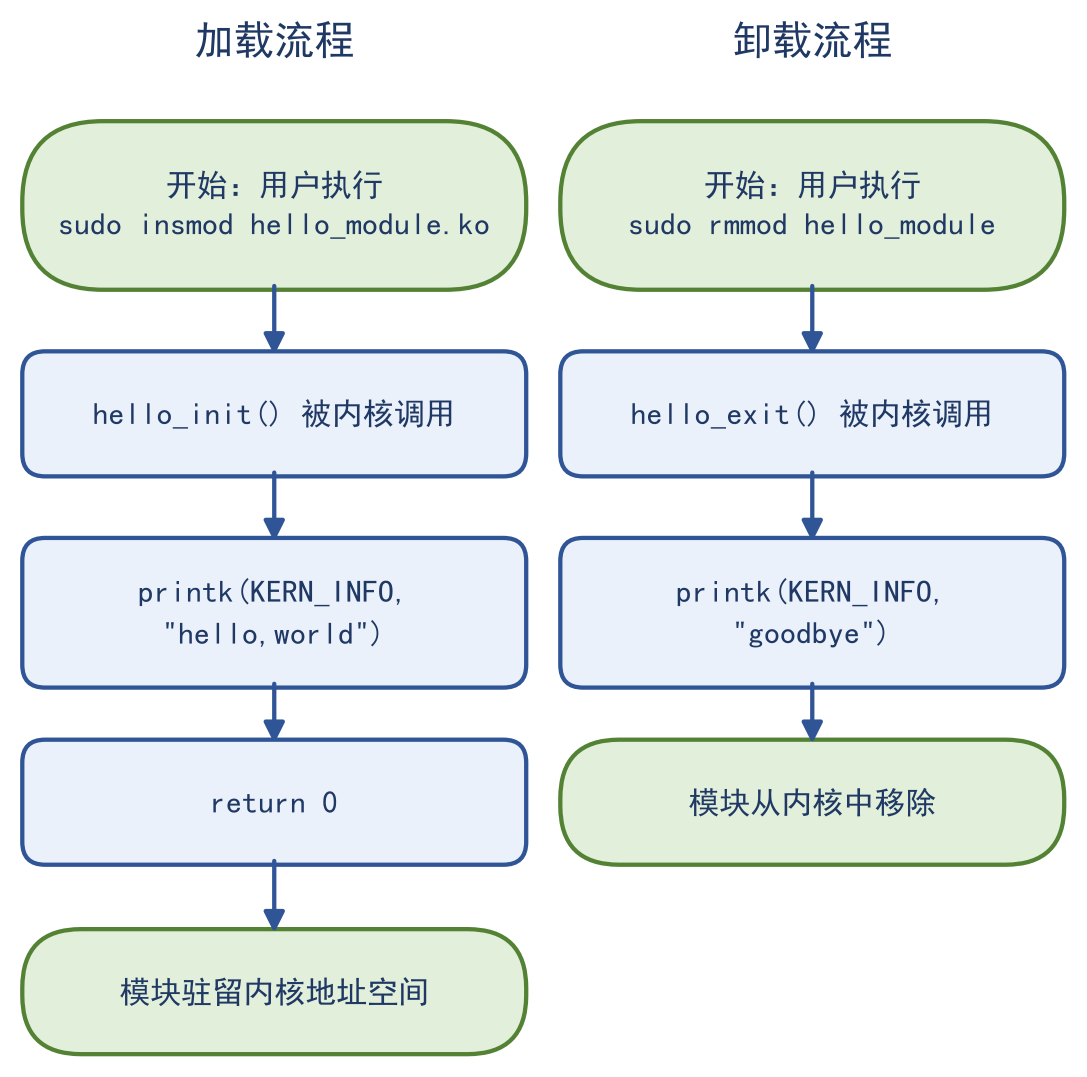 加载流程
开始：用户执行
sudo insmod hello_module.ko
hello_init() 被内核调用
printk(KERN_INFO,
"hello,world")
return 0
模块驻留内核地址空间
卸载流程
开始：用户执行
sudo rmmod hello_module
hello_exit() 被内核调用
printk(KERN_INFO,
"goodbye")
模块从内核中移除